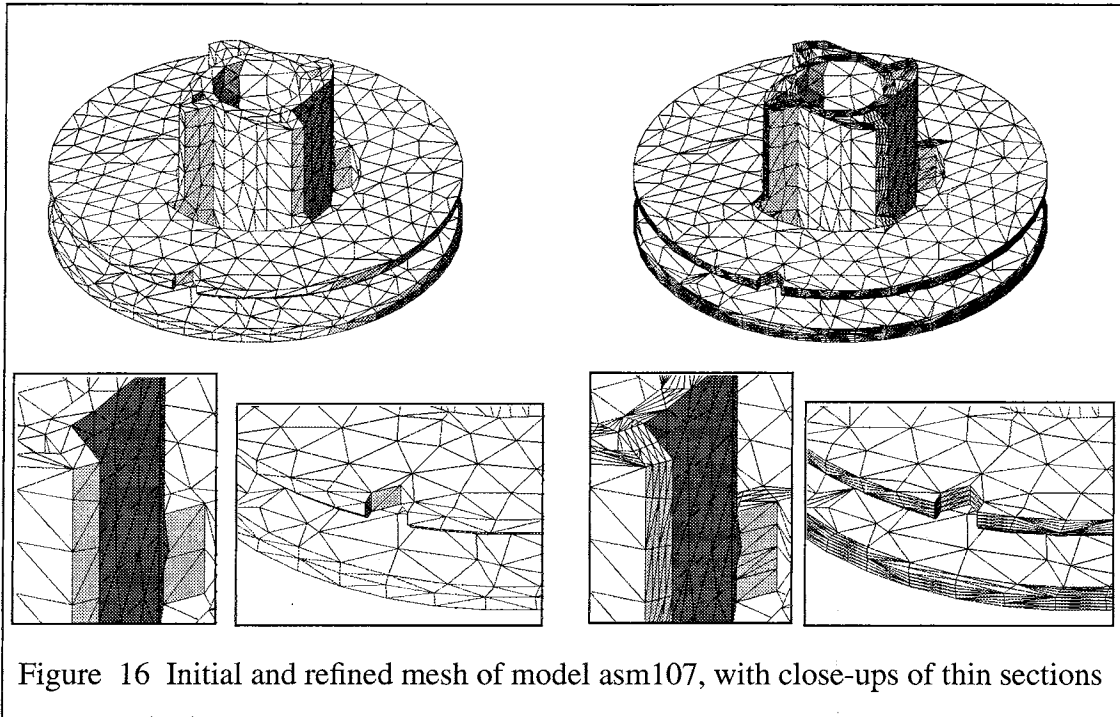 Figure 16 Initial and refined mesh of model asm107, with close-ups of thin sections